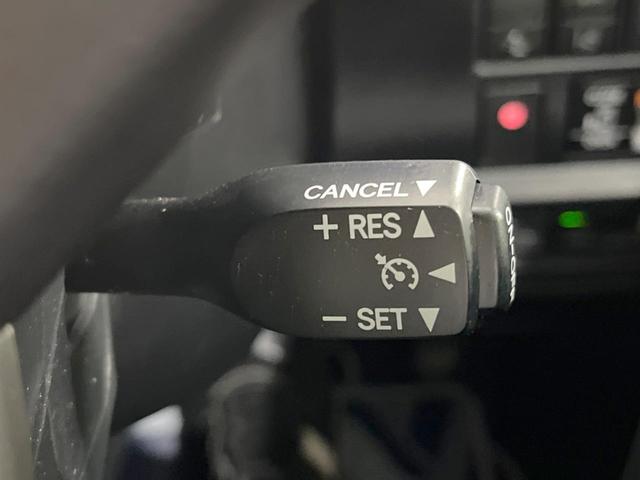 CANCEL▼
+ RES ▲
◀
− SET ▼
ON-OFF